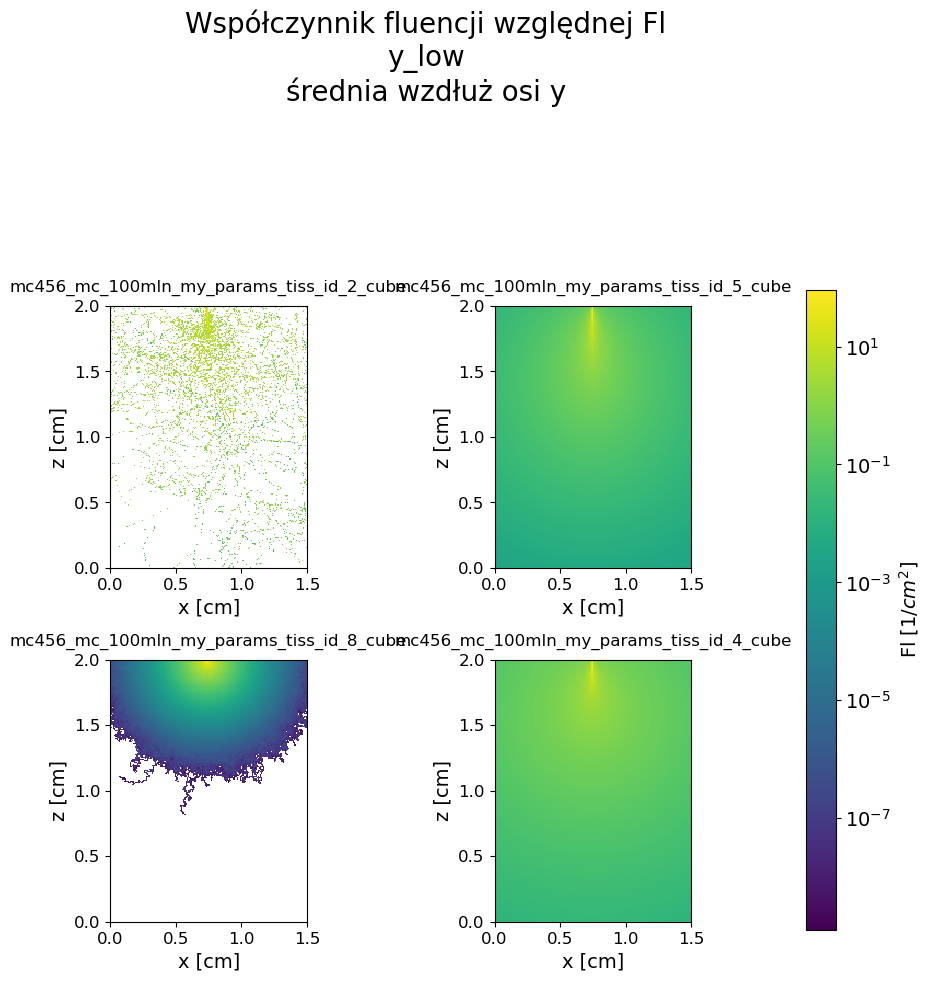 Współczynnik fluencji względnej Fl
y_low
średnia wzdłuż osi y
mc456_mc_100mln_my_params_tiss_id_2_cube
mc456_mc_100mln_my_params_tiss_id_5_cube
2.0
1.5
1.0
0.5
0.0
z [cm]
0.0 0.5 1.0 1.5
x [cm]
2.0
1.5
1.0
0.5
0.0
z [cm]
0.0 0.5 1.0 1.5
x [cm]
mc456_mc_100mln_my_params_tiss_id_8_cube
mc456_mc_100mln_my_params_tiss_id_4_cube
2.0
1.5
1.0
0.5
0.0
z [cm]
0.0 0.5 1.0 1.5
x [cm]
2.0
1.5
1.0
0.5
0.0
z [cm]
0.0 0.5 1.0 1.5
x [cm]
10¹
10⁻¹
10⁻³
10⁻⁵
10⁻⁷
Fl [1/cm²]